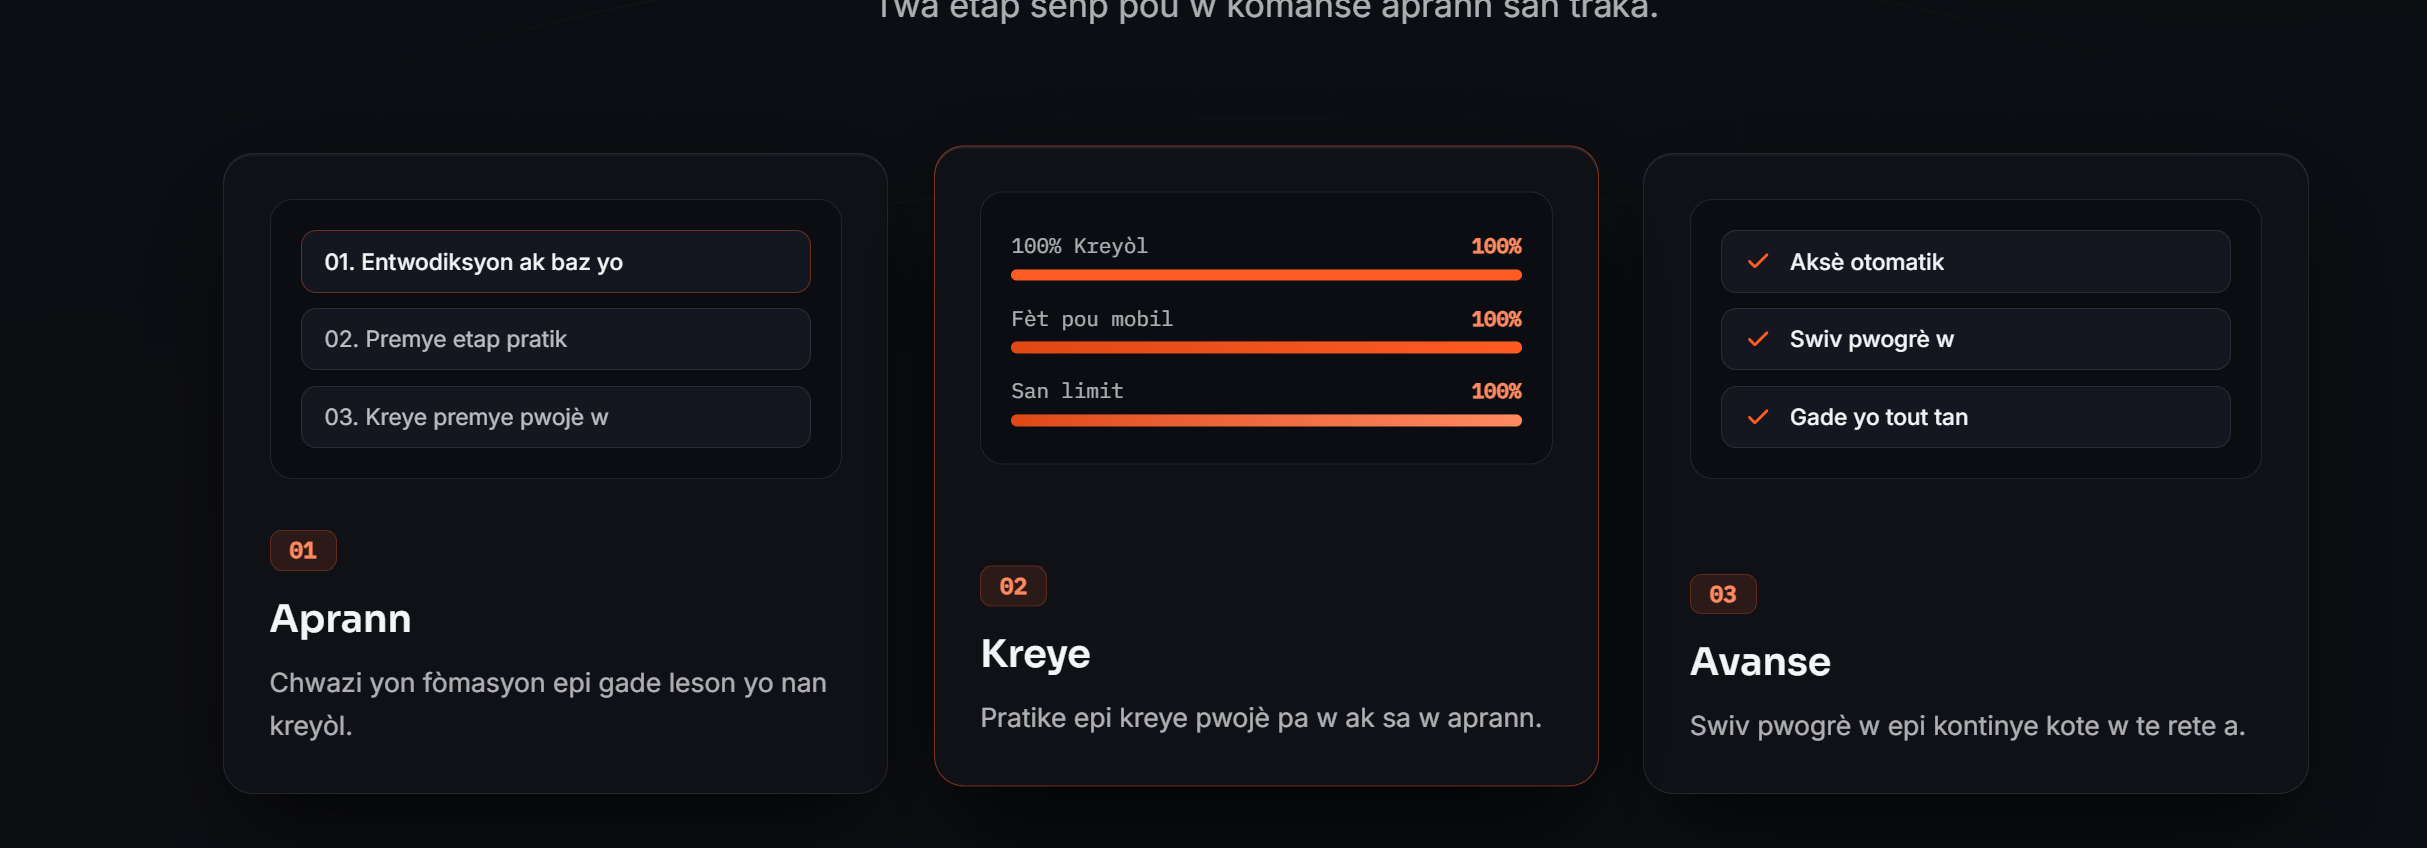 Twa etap senp pou w kòmanse aprann san traka.
01. Entwodiksyon ak baz yo
02. Premye etap pratik
03. Kreye premye pwojè w
01
Aprann
Chwazi yon fòmasyon epi gade leson yo nan
kreyòl.
100% Kreyòl 100%
Fèt pou mobil 100%
San limit 100%
02
Kreye
Pratike epi kreye pwojè pa w ak sa w aprann.
Aksè otomatik
Swiv pwogrè w
Gade yo tout tan
03
Avanse
Swiv pwogrè w epi kontinye kote w te rete a.